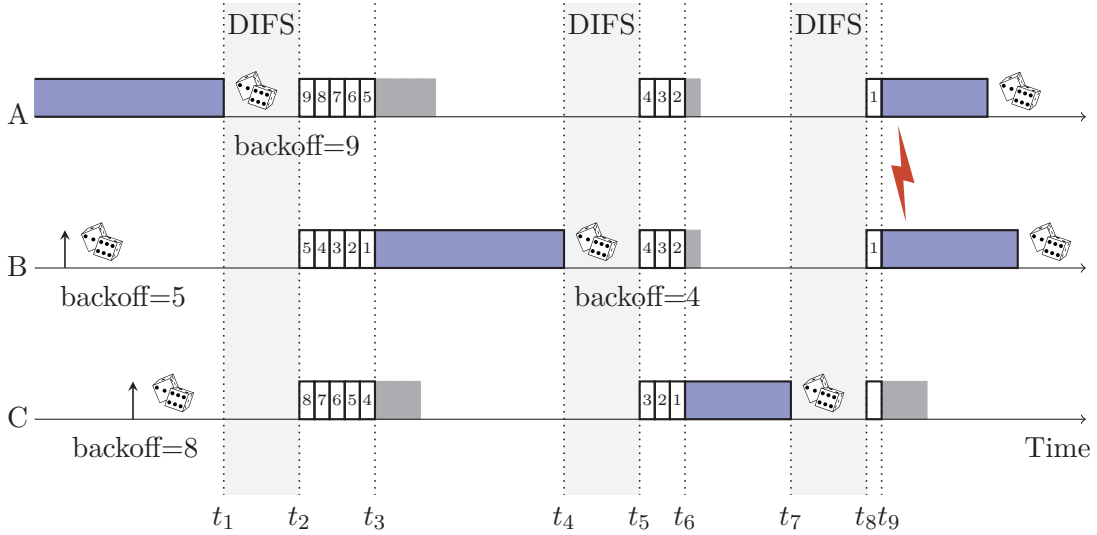 DIFS DIFS DIFS
A 9 8 7 6 5 4 3 2 1
backoff=9
B 5 4 3 2 1 4 3 2 1
backoff=5 backoff=4
C 8 7 6 5 4 3 2 1
backoff=8 Time
t1 t2 t3 t4 t5 t6 t7 t8 t9